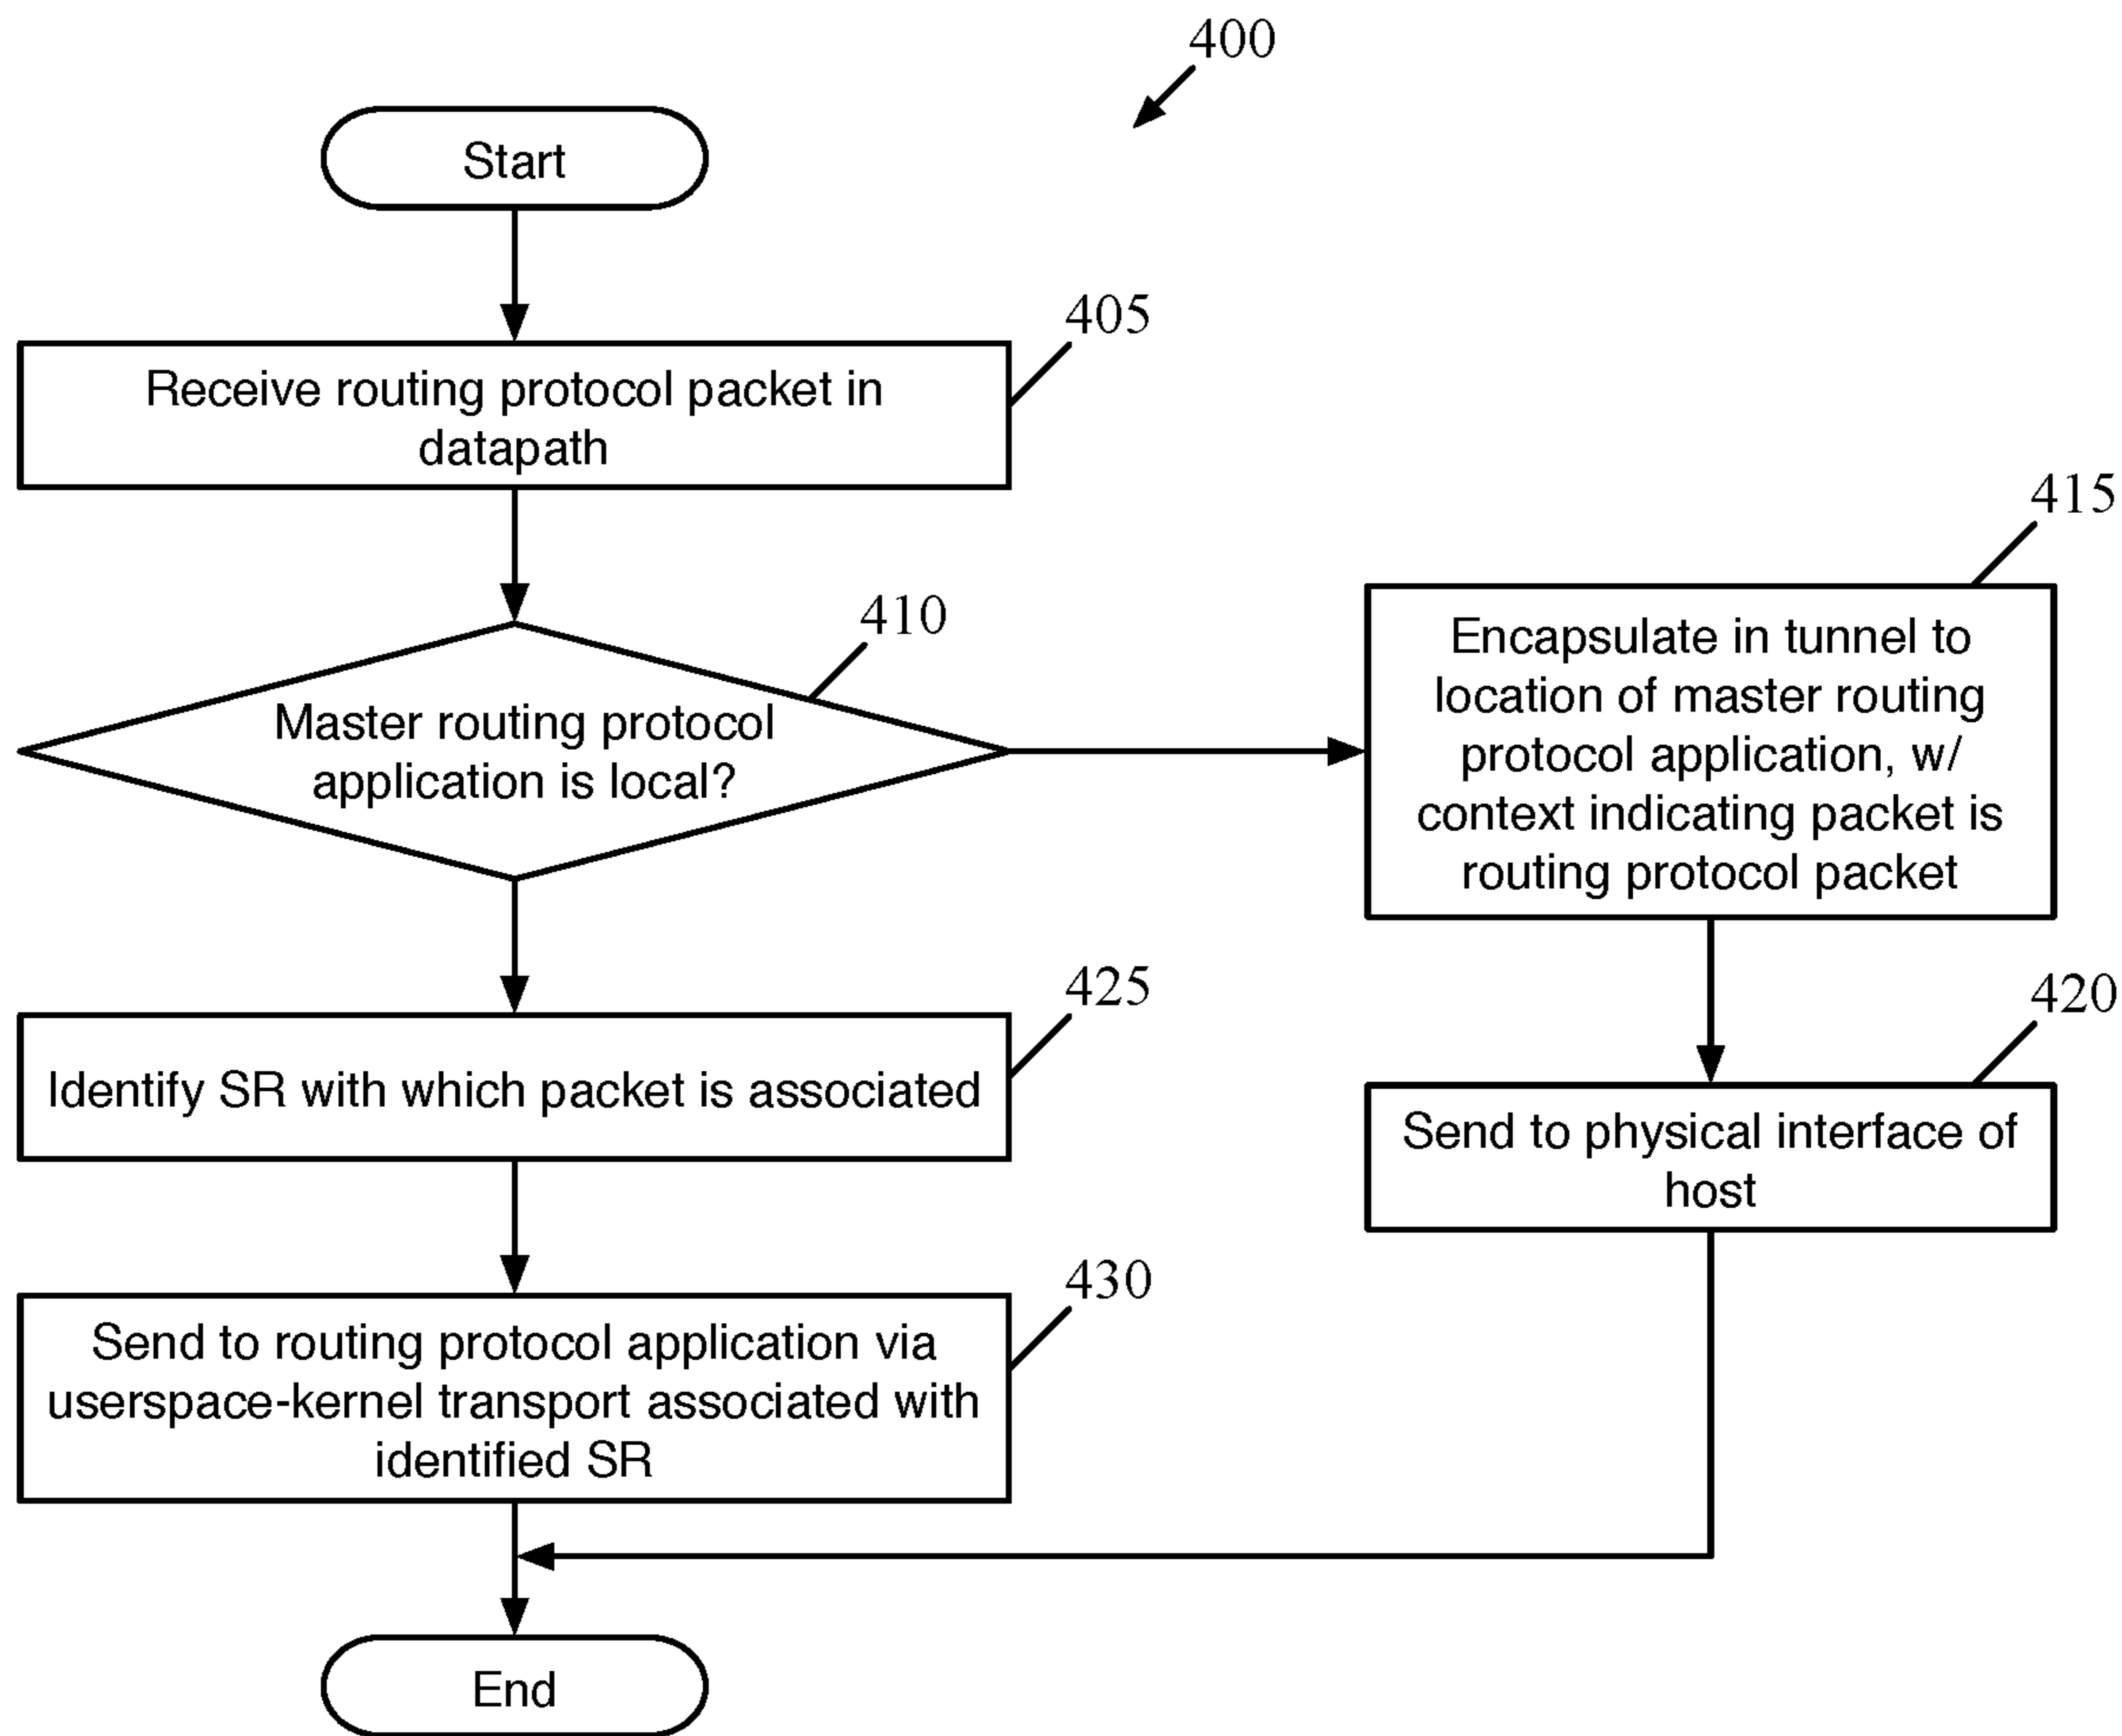 400
Start
405
Receive routing protocol packet in
datapath
410
Master routing protocol
application is local?
415
Encapsulate in tunnel to
location of master routing
protocol application, w/
context indicating packet is
routing protocol packet
420
Send to physical interface of
host
425
Identify SR with which packet is associated
430
Send to routing protocol application via
userspace-kernel transport associated with
identified SR
End